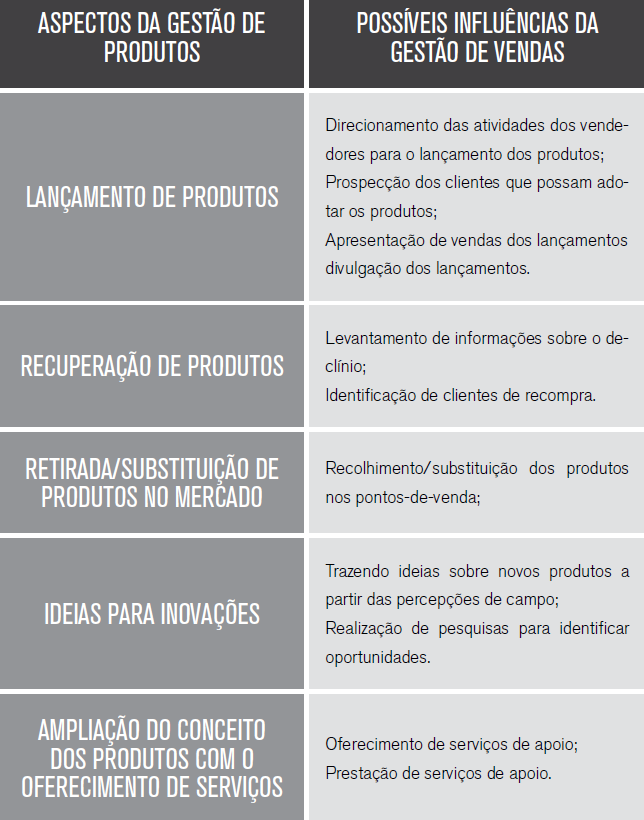 ASPECTOS DA GESTÃO DE
PRODUTOS
POSSÍVEIS INFLUÊNCIAS DA
GESTÃO DE VENDAS
LANÇAMENTO DE PRODUTOS
Direcionamento das atividades dos vende-
dores para o lançamento dos produtos;
Prospecção dos clientes que possam ado-
tar os produtos;
Apresentação de vendas dos lançamentos
divulgação dos lançamentos.
RECUPERAÇÃO DE PRODUTOS
Levantamento de informações sobre o de-
clínio;
Identificação de clientes de recompra.
RETIRADA/SUBSTITUIÇÃO DE
PRODUTOS NO MERCADO
Recolhimento/substituição dos produtos
nos pontos-de-venda;
IDEIAS PARA INOVAÇÕES
Trazendo ideias sobre novos produtos a
partir das percepções de campo;
Realização de pesquisas para identificar
oportunidades.
AMPLIAÇÃO DO CONCEITO
DOS PRODUTOS COM O
OFERECIMENTO DE SERVIÇOS
Oferecimento de serviços de apoio;
Prestação de serviços de apoio.